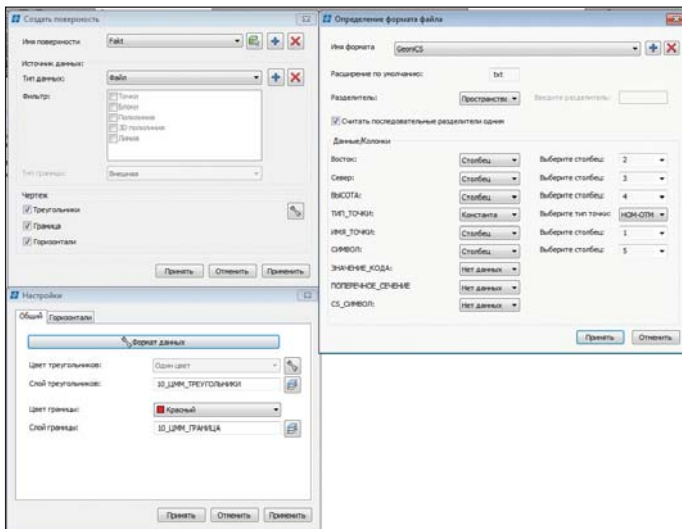 Создать поверхность
Имя поверхности Fakt
Источник данных:
Тип данных: Файл
Фильтр: Точки
Блоки
Полилиния
3D полилиния
Линия
Тип границы: Внешняя
Чертеж
Треугольники
Граница
Горизонтали
Принять Отменить Применить
Настройки
Общий Горизонтали
Формат данных
Цвет треугольников: Один цвет
Слой треугольников: 10_ЦММ_ТРЕУГОЛЬНИКИ
Цвет границы: Красный
Слой границы: 10_ЦММ_ГРАНИЦА
Принять Отменить Применить
Определение формата файла
Имя формата GeoniCS
Расширение по умолчанию: txt
Разделитель: Пространство Введите разделитель:
Считать последовательные разделители одним
Данные/Колонки
Восток: Столбец Выберите столбец: 2
Север: Столбец Выберите столбец: 3
ВЫСОТА: Столбец Выберите столбец: 4
ТИП_ТОЧКИ: Константа Выберите тип точки: НОМ-ОТМ
ИМЯ_ТОЧКИ: Столбец Выберите столбец: 1
СИМВОЛ: Столбец Выберите столбец: 5
ЗНАЧЕНИЕ_КОДА: Нет данных
ПОПЕРЕЧНОЕ_СЕЧЕНИЕ Нет данных
CS_СИМВОЛ: Нет данных
Принять Отменить